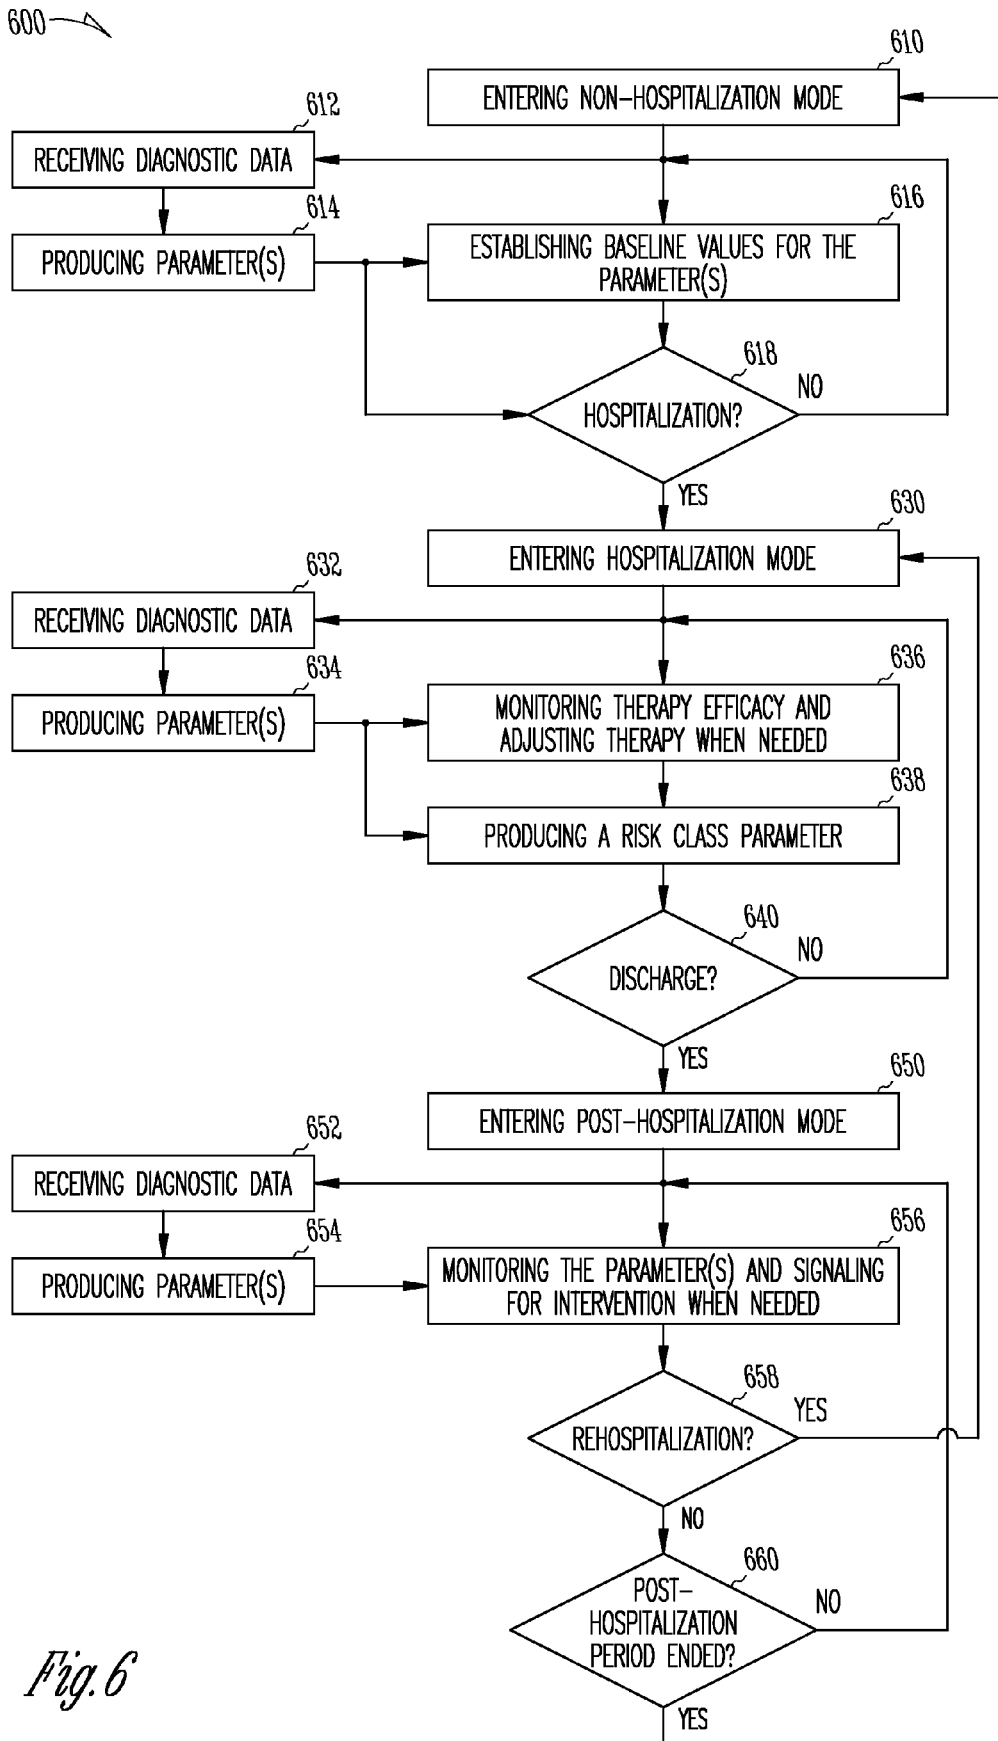 600
610
ENTERING NON-HOSPITALIZATION MODE
612
RECEIVING DIAGNOSTIC DATA
614
PRODUCING PARAMETER(S)
616
ESTABLISHING BASELINE VALUES FOR THE
PARAMETER(S)
618
HOSPITALIZATION?
NO
YES
630
ENTERING HOSPITALIZATION MODE
632
RECEIVING DIAGNOSTIC DATA
634
PRODUCING PARAMETER(S)
636
MONITORING THERAPY EFFICACY AND
ADJUSTING THERAPY WHEN NEEDED
638
PRODUCING A RISK CLASS PARAMETER
640
DISCHARGE?
NO
YES
650
ENTERING POST-HOSPITALIZATION MODE
652
RECEIVING DIAGNOSTIC DATA
654
PRODUCING PARAMETER(S)
656
MONITORING THE PARAMETER(S) AND SIGNALING
FOR INTERVENTION WHEN NEEDED
658
REHOSPITALIZATION?
YES
NO
660
POST-
HOSPITALIZATION
PERIOD ENDED?
NO
YES
Fig.6